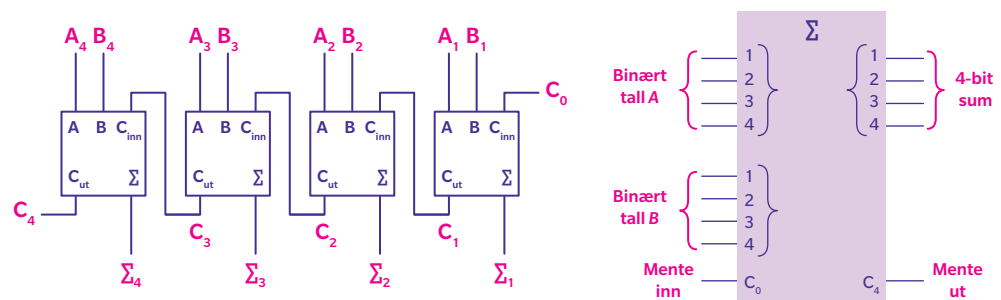 A₄ B₄ A₃ B₃ A₂ B₂ A₁ B₁
C₀
A B Cinn A B Cinn A B Cinn A B Cinn
Cut Σ Cut Σ Cut Σ Cut Σ
C₄ C₃ C₂ C₁
Σ₄ Σ₃ Σ₂ Σ₁
Σ
Binært
tall A
1
2
3
4
1
2
3
4
4-bit
sum
Binært
tall B
1
2
3
4
Mente
inn
C₀
C₄
Mente
ut